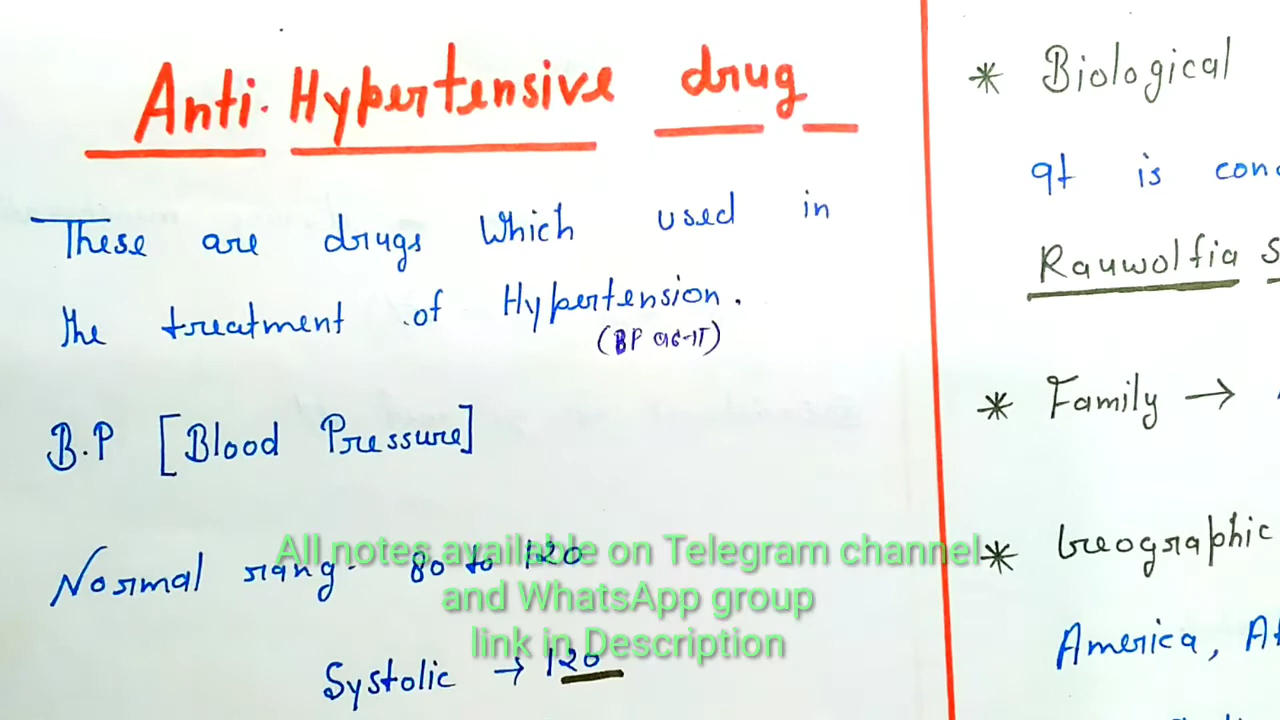 Anti-Hypertensive drug
These are drugs which used in
the treatment of Hypertension.
B.P [Blood Pressure]
Normal rang- 80 to 120
Systolic → 120
* Biological
It is
Rauwolfia
* Family →
* Geographic
America,
All notes available on Telegram channel
and WhatsApp group
link in Description